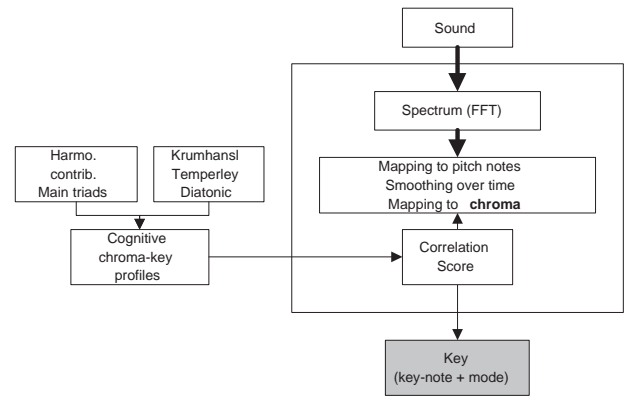 Sound
Spectrum (FFT)
Harmo.
contrib.
Main triads
Krumhansl
Temperley
Diatonic
Mapping to pitch notes
Smoothing over time
Mapping to chroma
Cognitive
chroma-key
profiles
Correlation
Score
Key
(key-note + mode)